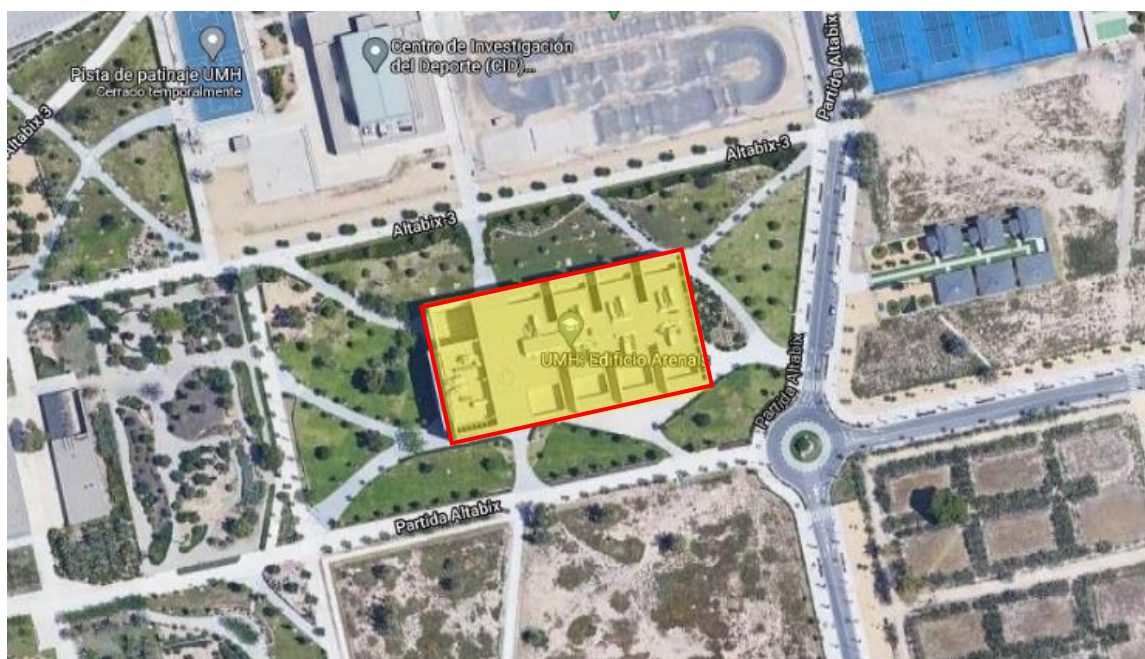 Pista de patinaje UMH
Cerrado temporalmente
Centro de Investigación
del Deporte (CID)...
Partida Altabix
Altabix-3
Altabix-3
Altabix-3
UMH: Edificio Arenals
Partida Altabix
Partida Altabix